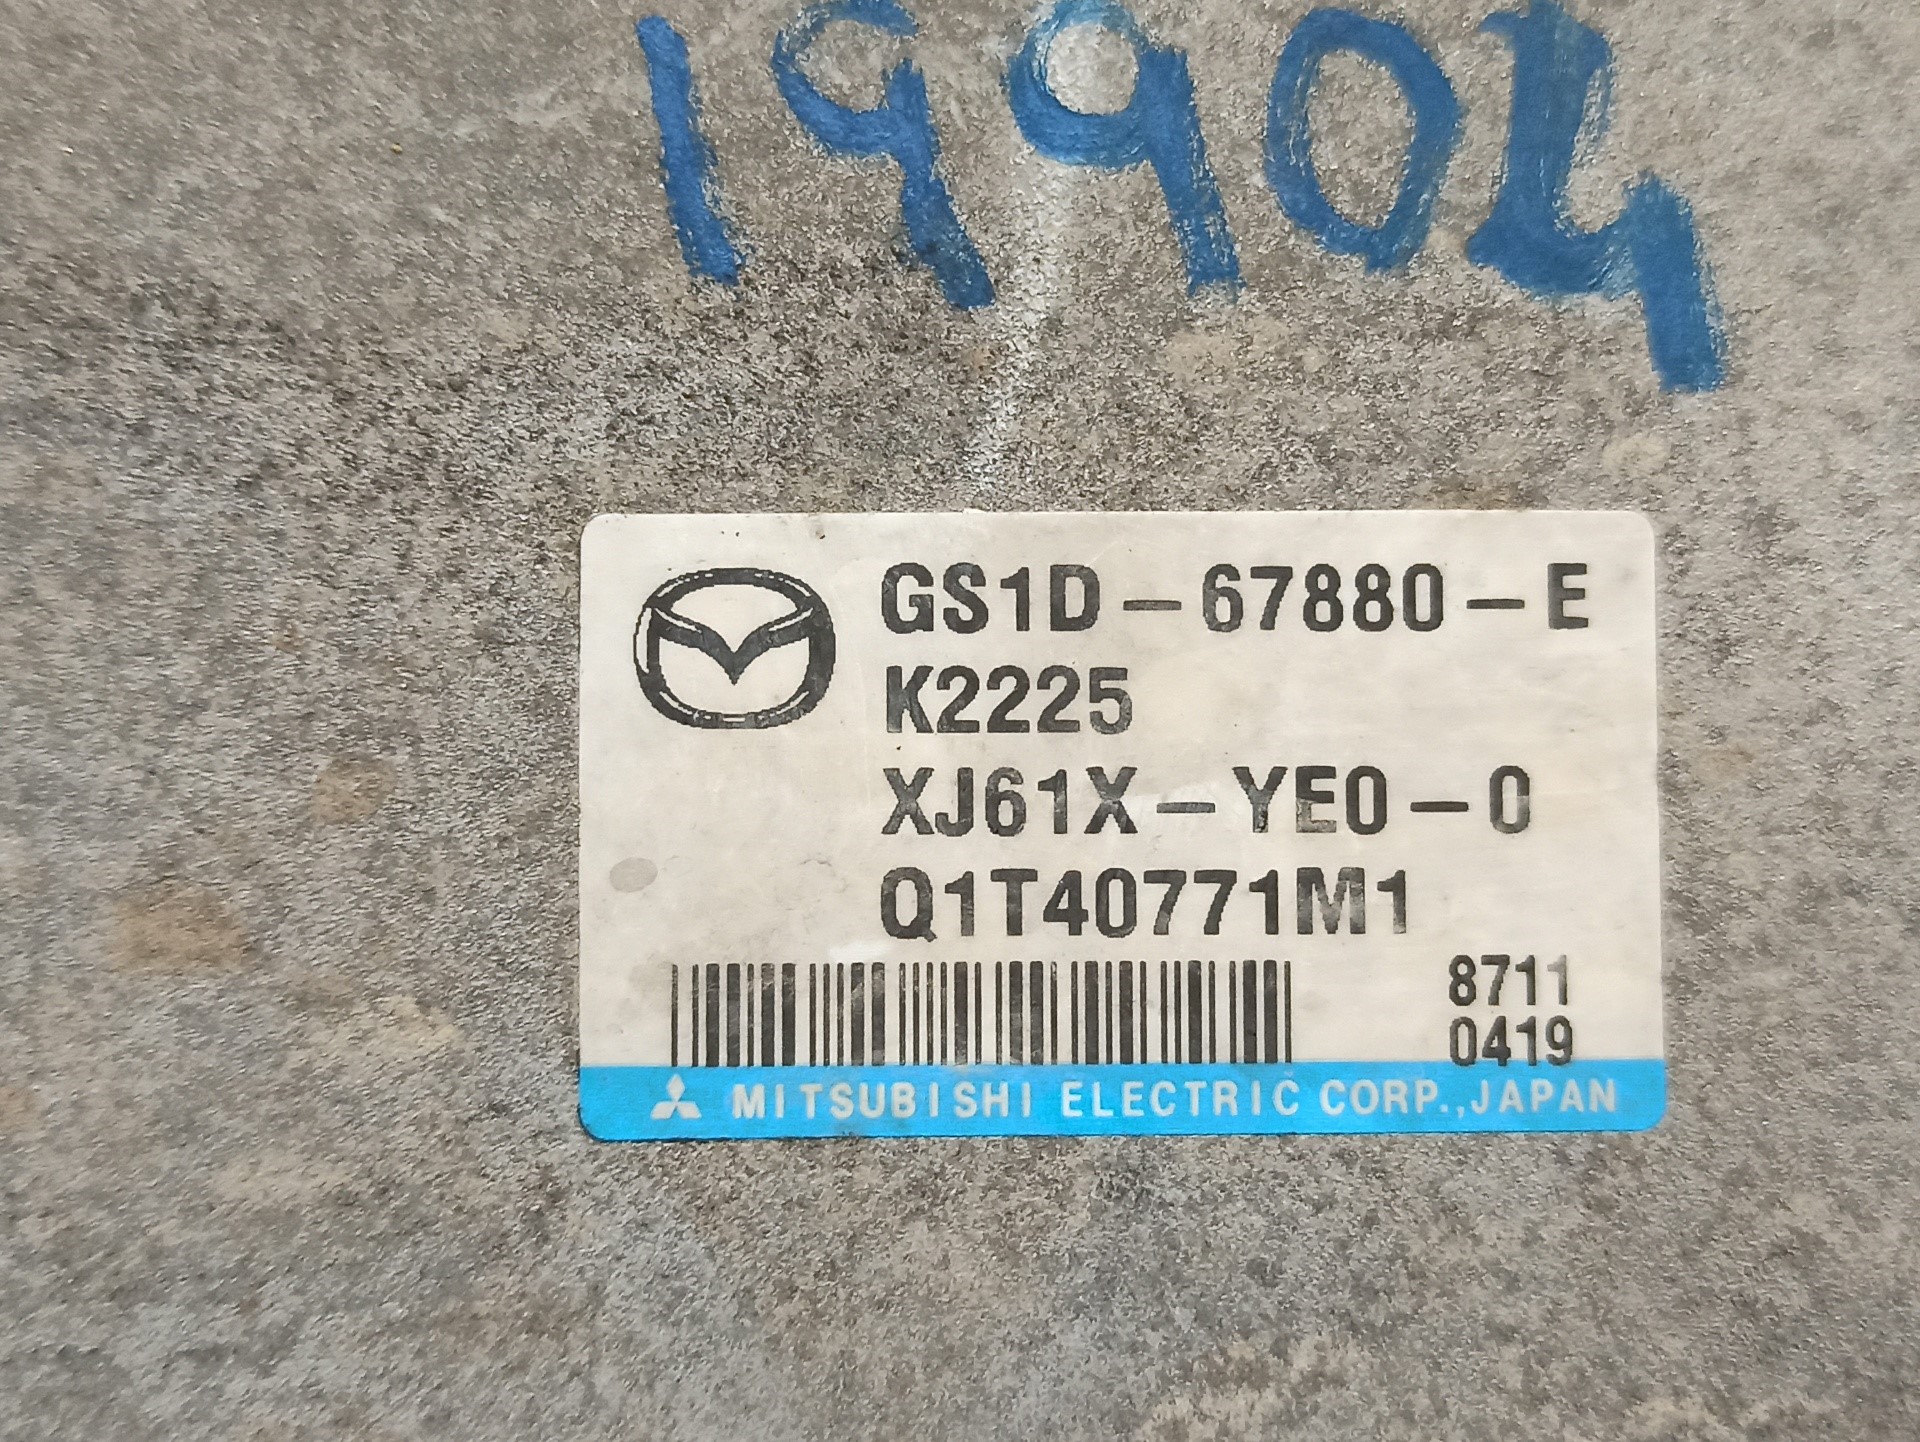 19904
GS1D-67880-E
K2225
XJ61X-YE0-0
Q1T40771M1
8711
0419
MITSUBISHI ELECTRIC CORP.,JAPAN